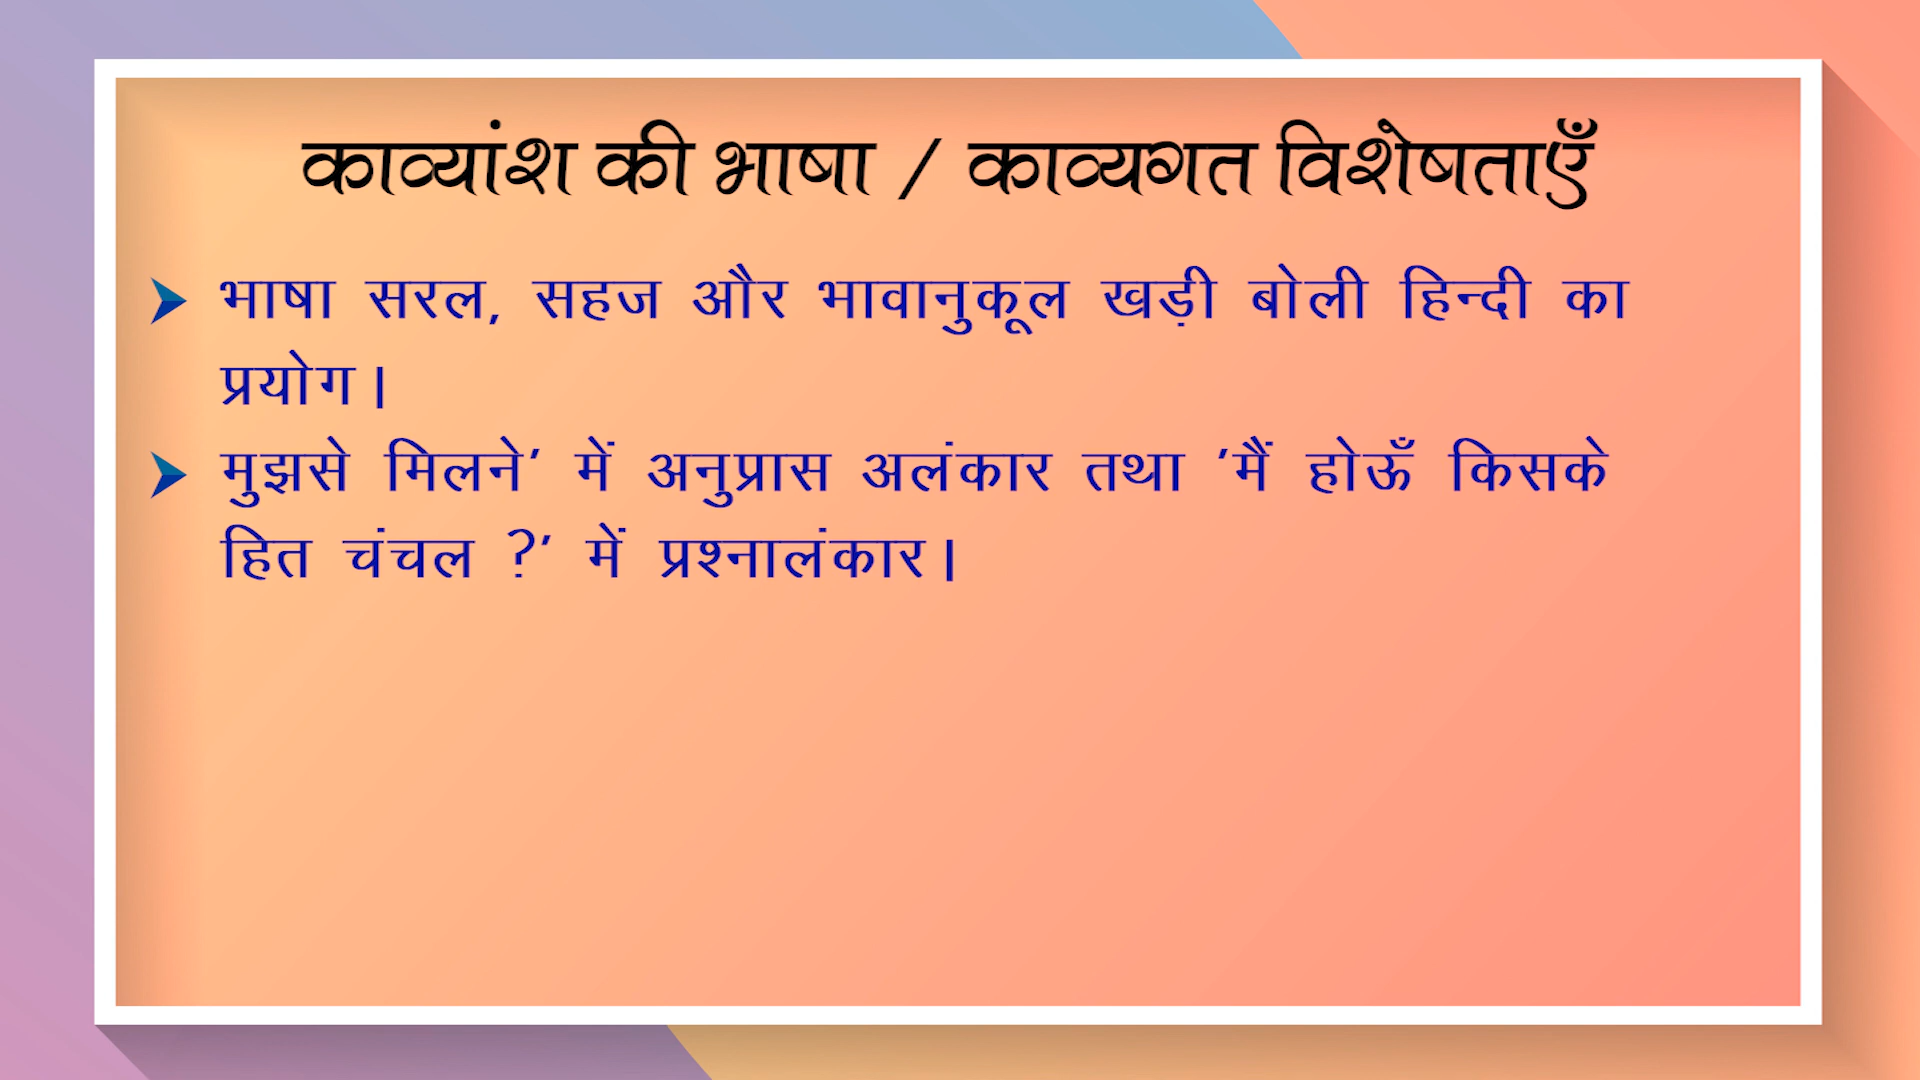 काव्यांश की भाषा / काव्यगत विशेषताएँ
भाषा सरल, सहज और भावानुकूल खड़ी बोली हिन्दी का
प्रयोग।
मुझसे मिलने’ में अनुप्रास अलंकार तथा ’मैं होऊँ किसके
हित चंचल ?’ में प्रश्नालंकार।